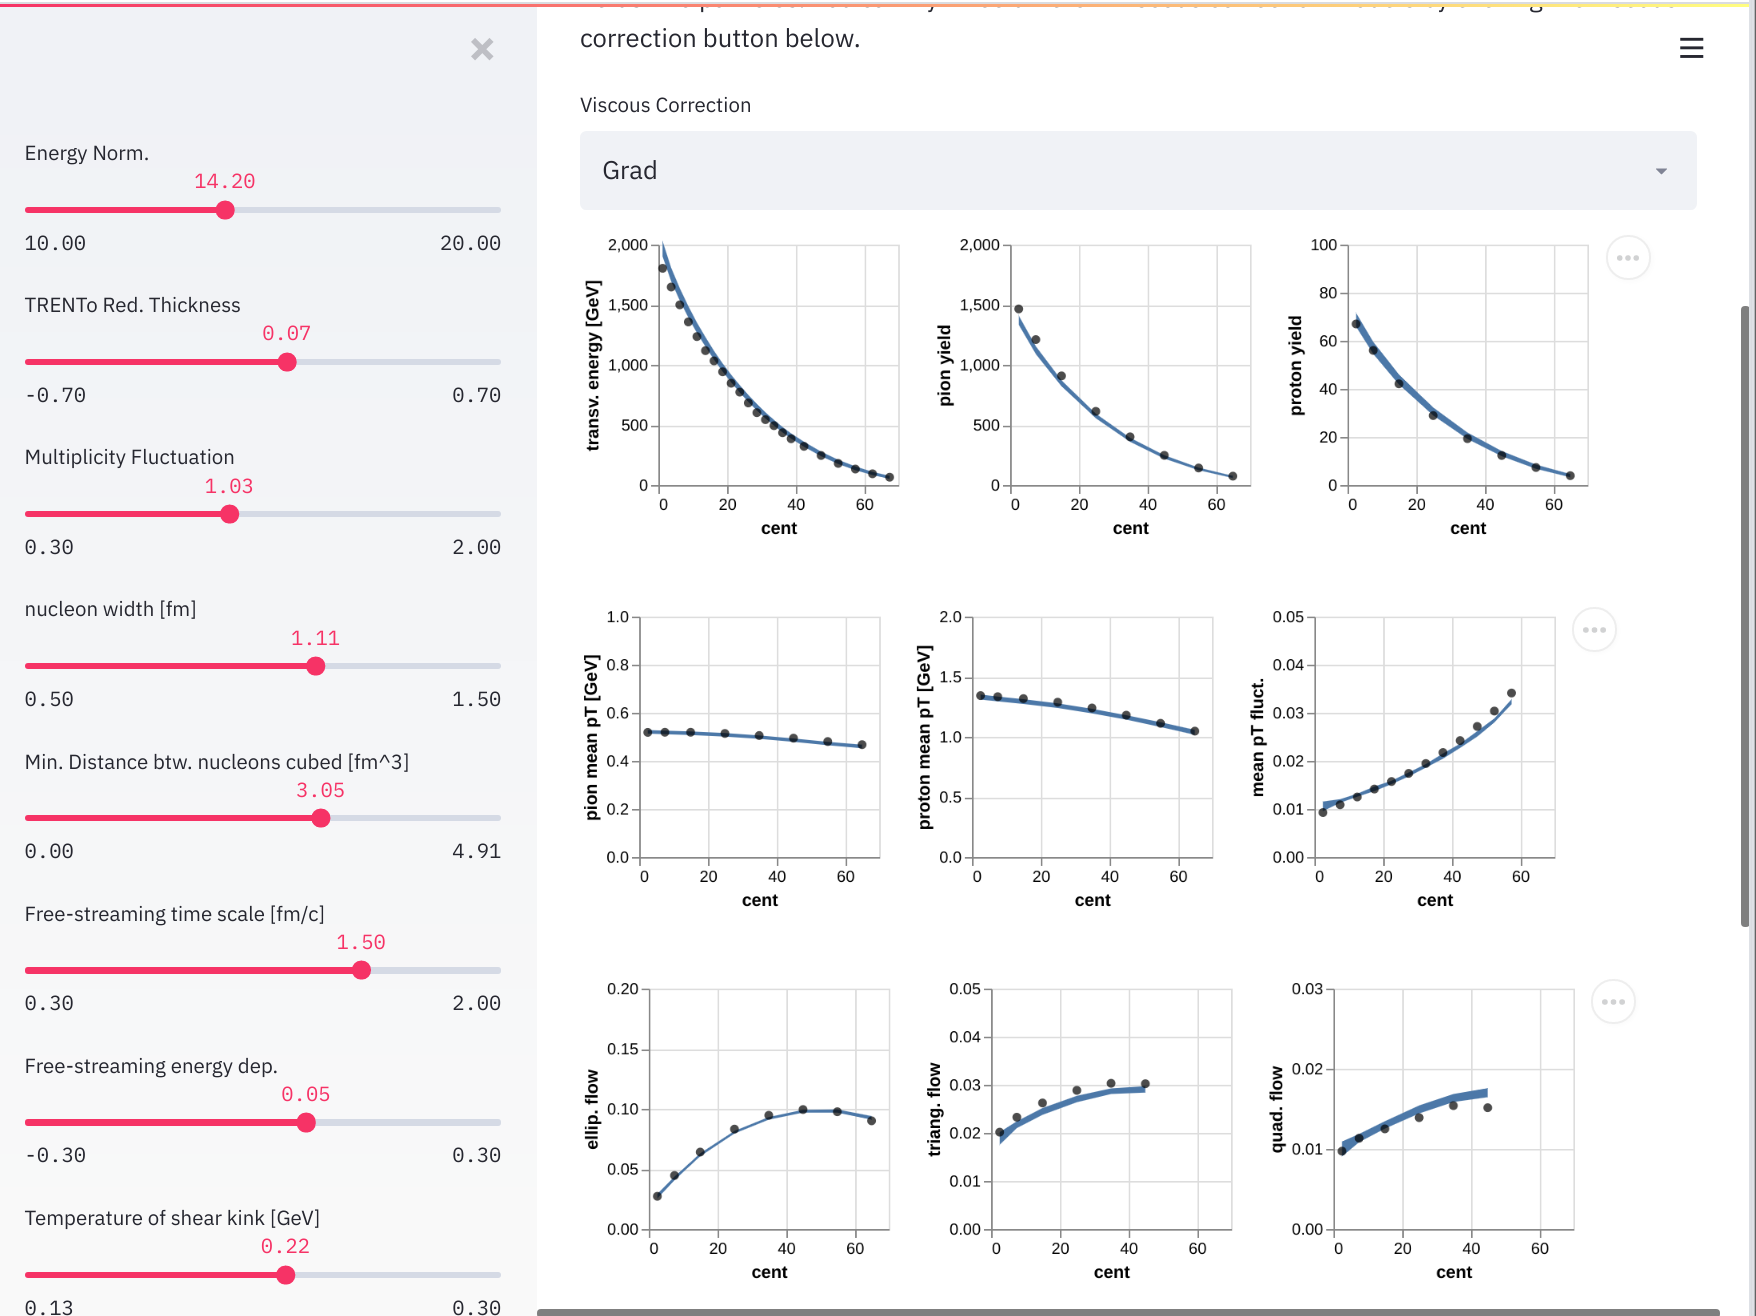 correction button below.
Viscous Correction
Grad
Energy Norm.
14.20
10.00 20.00
TRENTo Red. Thickness
0.07
-0.70 0.70
Multiplicity Fluctuation
1.03
0.30 2.00
nucleon width [fm]
1.11
0.50 1.50
Min. Distance btw. nucleons cubed [fm^3]
3.05
0.00 4.91
Free-streaming time scale [fm/c]
1.50
0.30 2.00
Free-streaming energy dep.
0.05
-0.30 0.30
Temperature of shear kink [GeV]
0.22
0.13 0.30
transv. energy [GeV]
2,000
1,500
1,000
500
0
0 20 40 60
cent
pion yield
2,000
1,500
1,000
500
0
0 20 40 60
cent
proton yield
100
80
60
40
20
0
0 20 40 60
cent
pion mean pT [GeV]
1.0
0.8
0.6
0.4
0.2
0.0
0 20 40 60
cent
proton mean pT [GeV]
2.0
1.5
1.0
0.5
0.0
0 20 40 60
cent
mean pT fluct.
0.05
0.04
0.03
0.02
0.01
0.00
0 20 40 60
cent
ellip. flow
0.20
0.15
0.10
0.05
0.00
0 20 40 60
cent
triang. flow
0.05
0.04
0.03
0.02
0.01
0.00
0 20 40 60
cent
quad. flow
0.03
0.02
0.01
0.00
0 20 40 60
cent